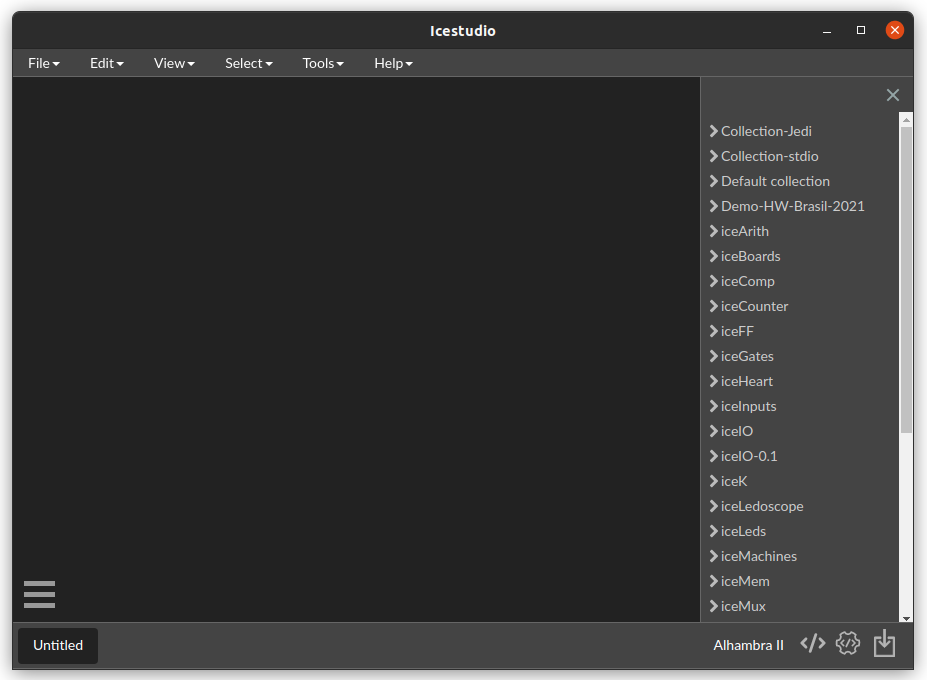 Icestudio
File Edit View Select Tools Help
Collection-Jedi
Collection-stdio
Default collection
Demo-HW-Brasil-2021
iceArith
iceBoards
iceComp
iceCounter
iceFF
iceGates
iceHeart
iceInputs
iceIO
iceIO-0.1
iceK
iceLedoscope
iceLeds
iceMachines
iceMem
iceMux
Untitled
Alhambra II